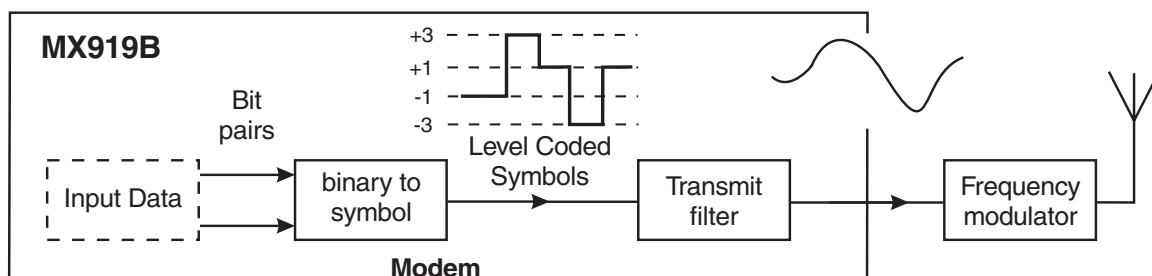 MX919B
+3
+1
-1
-3
Bit
pairs
Level Coded
Symbols
Input Data
binary to
symbol
Transmit
filter
Frequency
modulator
Modem